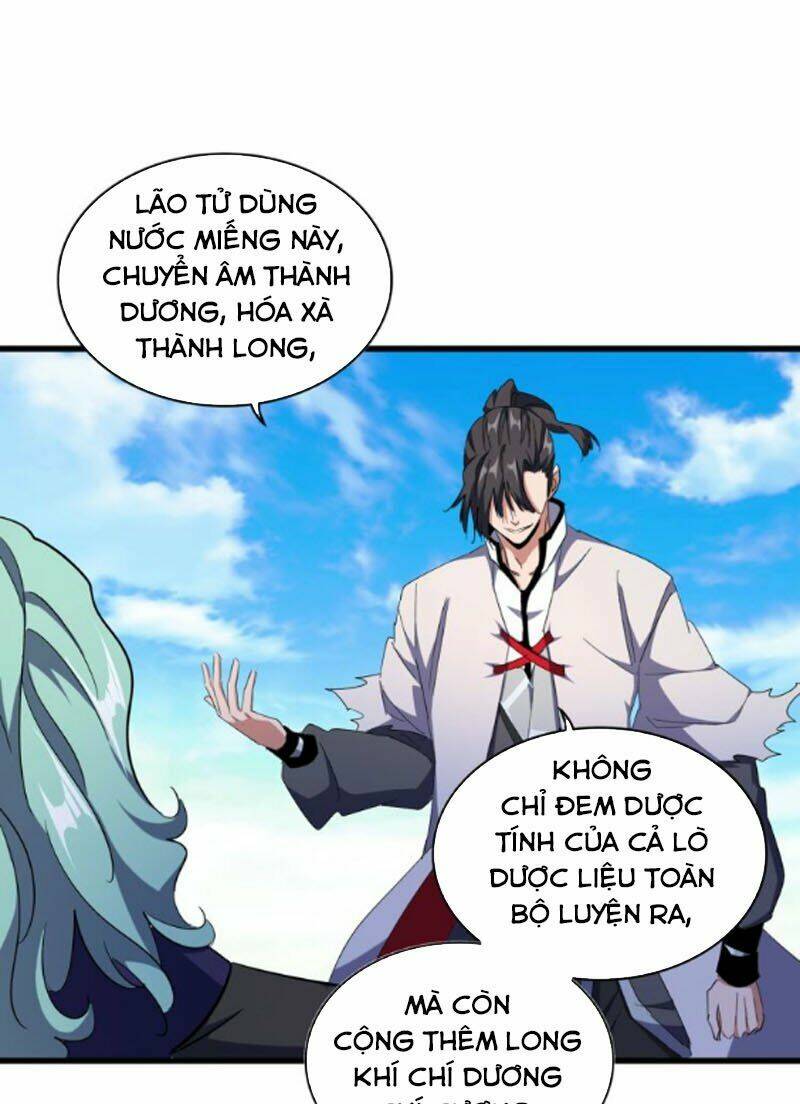 LÃO TỬ DÙNG
NƯỚC MIẾNG NÀY,
CHUYỂN ÂM THÀNH
DƯƠNG, HÓA XÀ
THÀNH LONG,
KHÔNG
CHỈ ĐEM DƯỢC
TÍNH CỦA CẢ LÒ
DƯỢC LIỆU TOÀN
BỘ LUYỆN RA,
MÀ CÒN
CỘNG THÊM LONG
KHÍ CHÍ DƯƠNG